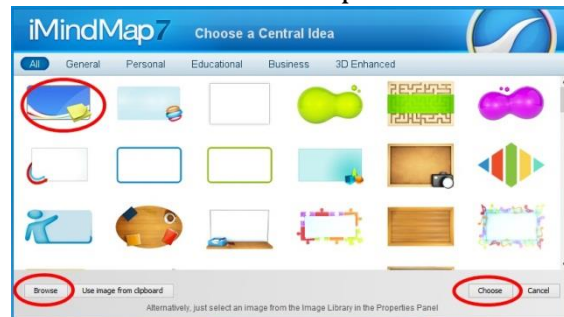 iMindMap7 Choose a Central Idea
All General Personal Educational Business 3D Enhanced
Browse Use image from clipboard Choose Cancel
Alternatively, just select an image from the Image Library in the Properties Panel